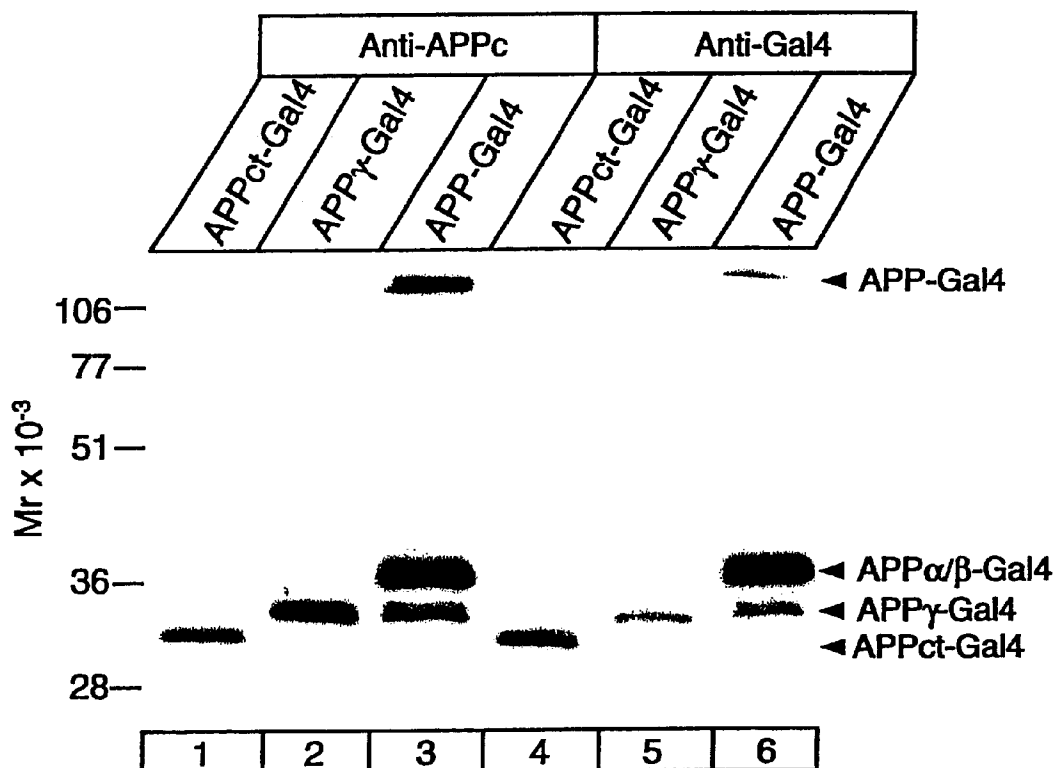 Anti-APPc Anti-Gal4
APPct-Gal4 APPγ-Gal4 APP-Gal4 APPct-Gal4 APPγ-Gal4 APP-Gal4
APP-Gal4
106
77
51
Mr x 10⁻³
36
28
APPα/β-Gal4
APPγ-Gal4
APPct-Gal4
1 2 3 4 5 6